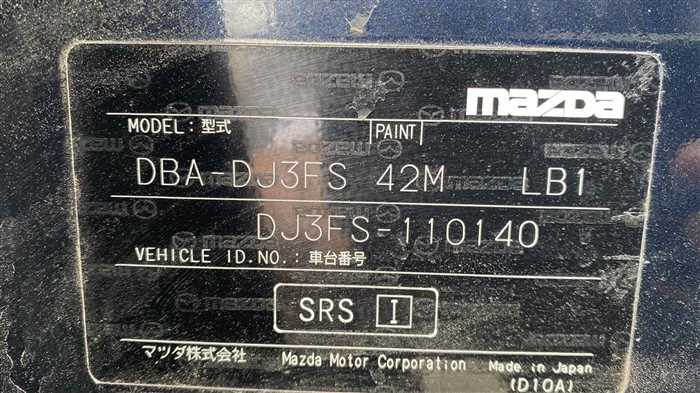 mazda
MODEL: 型式 PAINT
DBA-DJ3FS 42M LB1
DJ3FS-110140
VEHICLE ID.NO.: 車台番号
SRS I
マツダ株式会社 Mazda Motor Corporation Made in Japan
(D10A)